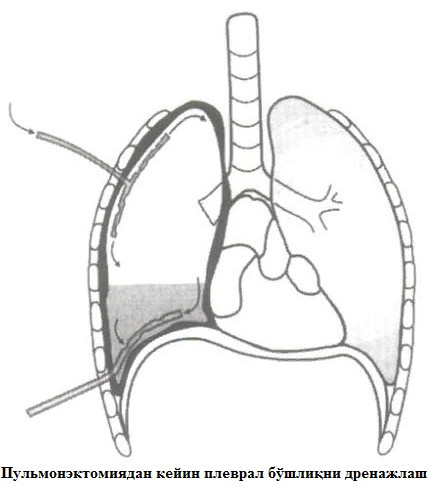 Пульмонэктомиядан кейин плеврал бўшлиқни дренажлаш